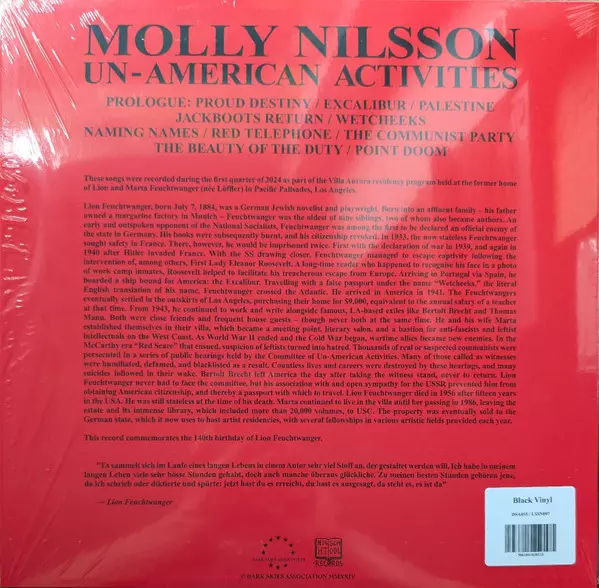 MOLLY NILSSON
UN-AMERICAN ACTIVITIES
PROLOGUE: PROUD DESTINY / EXCALIBUR / PALESTINE
JACKBOOTS RETURN / WETCHEEKS
NAMING NAMES / RED TELEPHONE / THE COMMUNIST PARTY
THE BEAUTY OF THE DUTY / POINT DOOM
These songs were recorded during the first quarter of 2024 as part of the Villa Aurora residency program held at the former home
of Lion and Marta Feuchtwanger (née Löffler) in Pacific Palisades, Los Angeles.
Lion Feuchtwanger, born July 7, 1884, was a German Jewish novelist and playwright. Born into an affluent family – his father
owned a margarine factory in Munich – Feuchtwanger was the oldest of nine siblings, two of whom also became authors. An
early and outspoken opponent of the National Socialists, Feuchtwanger was among the first to be declared an official enemy of
the state in Germany. His books were subsequently burnt, and his citizenship revoked. In 1933, the now stateless Feuchtwanger
sought safety in France. There, however, he would be imprisoned twice. First with the declaration of war in 1939, and again in
1940 after Hitler invaded France. With the SS drawing closer, Feuchtwanger managed to escape captivity following the
intervention of, among others, First Lady Eleanor Roosevelt. A long-time reader who happened to recognise his face in a photo
of work camp inmates, Roosevelt helped to facilitate his treacherous escape from Europe. Arriving in Portugal via Spain, he
boarded a ship bound for America: the Excalibur. Travelling with a false passport under the name "Wetcheeks," the literal
English translation of his name, Feuchtwanger crossed the Atlantic. He arrived in America in 1941. The Feuchtwangers
eventually settled in the outskirts of Los Angeles, purchasing their home for $9,000, equivalent to the annual salary of a teacher
at that time. From 1943, he continued to work and write alongside famous, LA-based exiles like Bertolt Brecht and Thomas
Mann. Both were close friends and frequent house guests – though never both at the same time. He and his wife Marta
established themselves in their villa, which became a meeting point, literary salon, and a bastion for anti-fascists and leftist
intellectuals on the West Coast. As World War II ended and the Cold War began, wartime allies became new enemies. In the
McCarthy era "Red Scare" that ensued, suspicion of leftists turned into hatred. Thousands of real or suspected communists were
persecuted in a series of public hearings held by the Committee of Un-American Activities. Many of those called as witnesses
were humiliated, defamed, and blacklisted as a result. Countless lives and careers were destroyed by these hearings, and many
suicides followed in their wake. Bertolt Brecht left America the day after taking the witness stand, never to return. Lion
Feuchtwanger never had to face the committee, but his association with and open sympathy for the USSR prevented him from
obtaining American citizenship, and thereby a passport with which to travel. Lion Feuchtwanger died in 1956 after fifteen years
in the USA. He was still stateless at the time of his death. Marta continued to live in the villa until her passing in 1986, leaving the
estate and its immense library, which included more than 20,000 volumes, to USC. The property was eventually sold to the
German state, which it now uses to host artist residencies, with several fellowships in various artistic fields provided each year.
This record commemorates the 140th birthday of Lion Feuchtwanger.
"Es sammelt sich im Laufe eines langen Lebens in einem Autor sehr viel Stoff an, der gestaltet werden will. Ich habe in meinem
langen Leben viele sehr böse Stunden gehabt, doch auch manche überaus glückliche. Zu meinen besten Stunden gehören jene,
da ich schrieb oder diktierte und spürte: jetzt hast du es erreicht, du hast es ausgesagt, da steht es, es ist da"
— Lion Feuchtwanger
Black Vinyl
DSA035 / LSSN097
DARK SKIES ASSOCIATION
NIGHT SCHOOL
RECORDS
© DARK SKIES ASSOCIATION MMXXIV